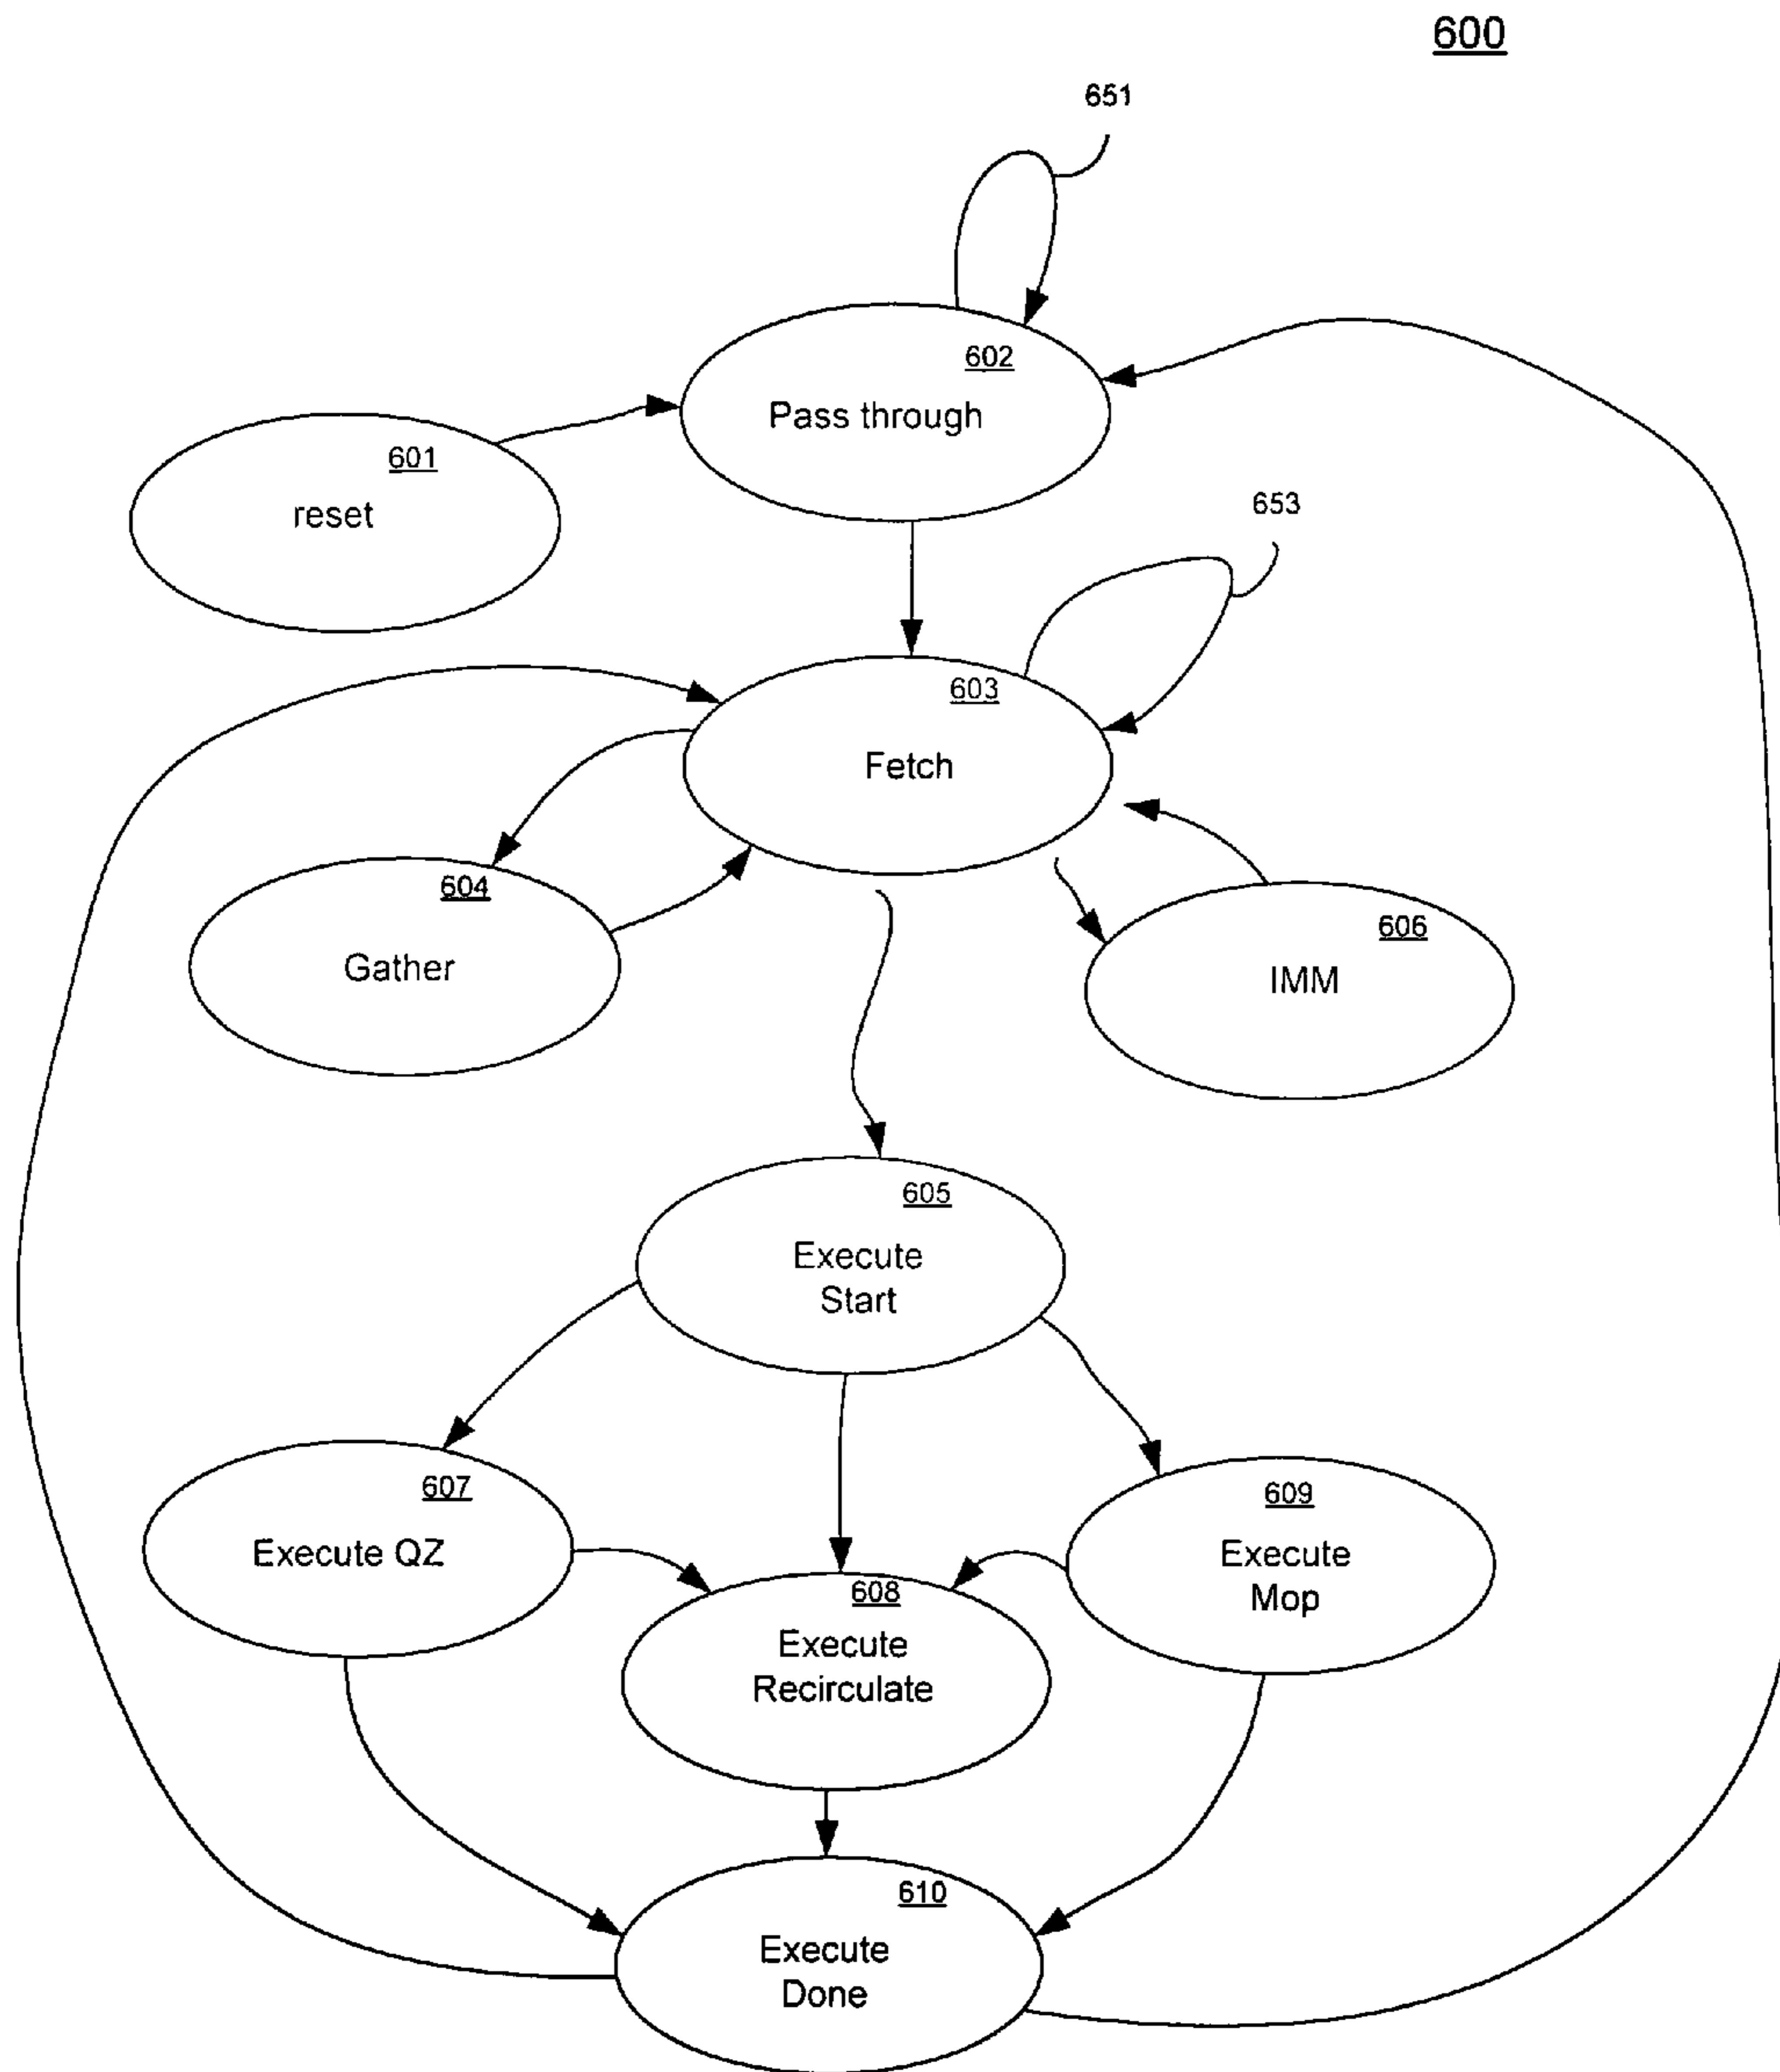 600
651
602
Pass through
601
reset
653
603
Fetch
604
Gather
606
IMM
605
Execute
Start
607
Execute QZ
609
Execute
Mop
608
Execute
Recirculate
610
Execute
Done